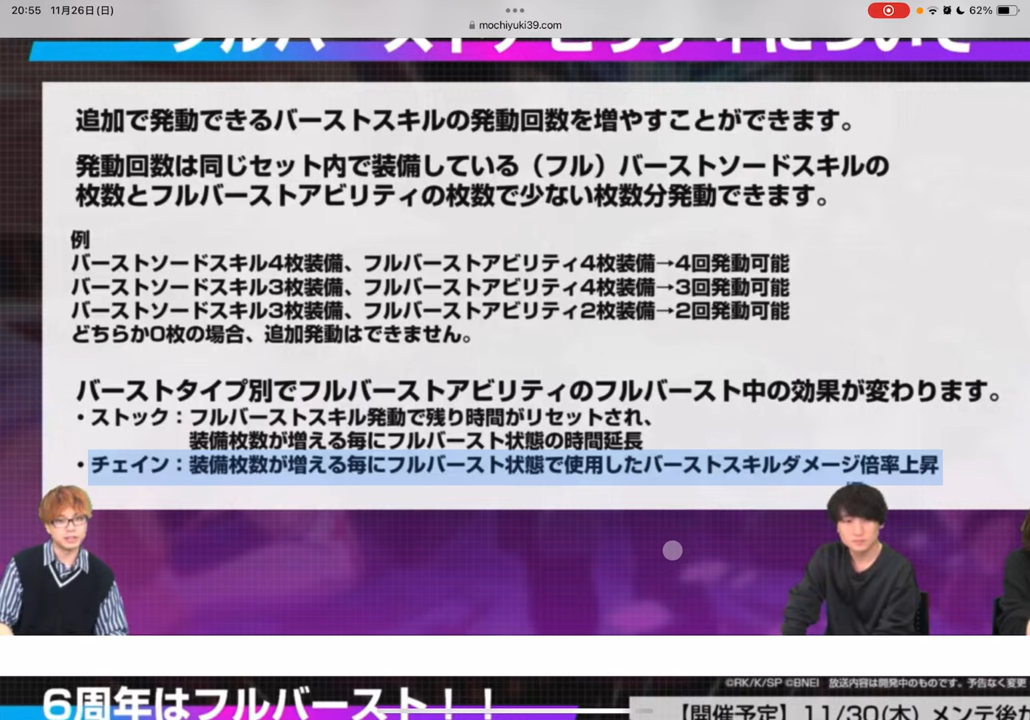 20:55 11月26日(日)
62%
mochiyuki39.com
フルバーストアビリティについて
追加で発動できるバーストスキルの発動回数を増やすことができます。
発動回数は同じセット内で装備している（フル）バーストソードスキルの
枚数とフルバーストアビリティの枚数で少ない枚数分発動できます。
例
バーストソードスキル4枚装備、フルバーストアビリティ4枚装備→4回発動可能
バーストソードスキル3枚装備、フルバーストアビリティ4枚装備→3回発動可能
バーストソードスキル3枚装備、フルバーストアビリティ2枚装備→2回発動可能
どちらか0枚の場合、追加発動はできません。
バーストタイプ別でフルバーストアビリティのフルバースト中の効果が変わります。
・ストック：フルバーストスキル発動で残り時間がリセットされ、
装備枚数が増える毎にフルバースト状態の時間延長
・チェイン：装備枚数が増える毎にフルバースト状態で使用したバーストスキルダメージ倍率上昇
©RK/K/SP ©BNEI 放送内容は開発中のものです。予告なく変更
6周年はフルバースト！！
【開催予定】11/30(木) メンテ後か